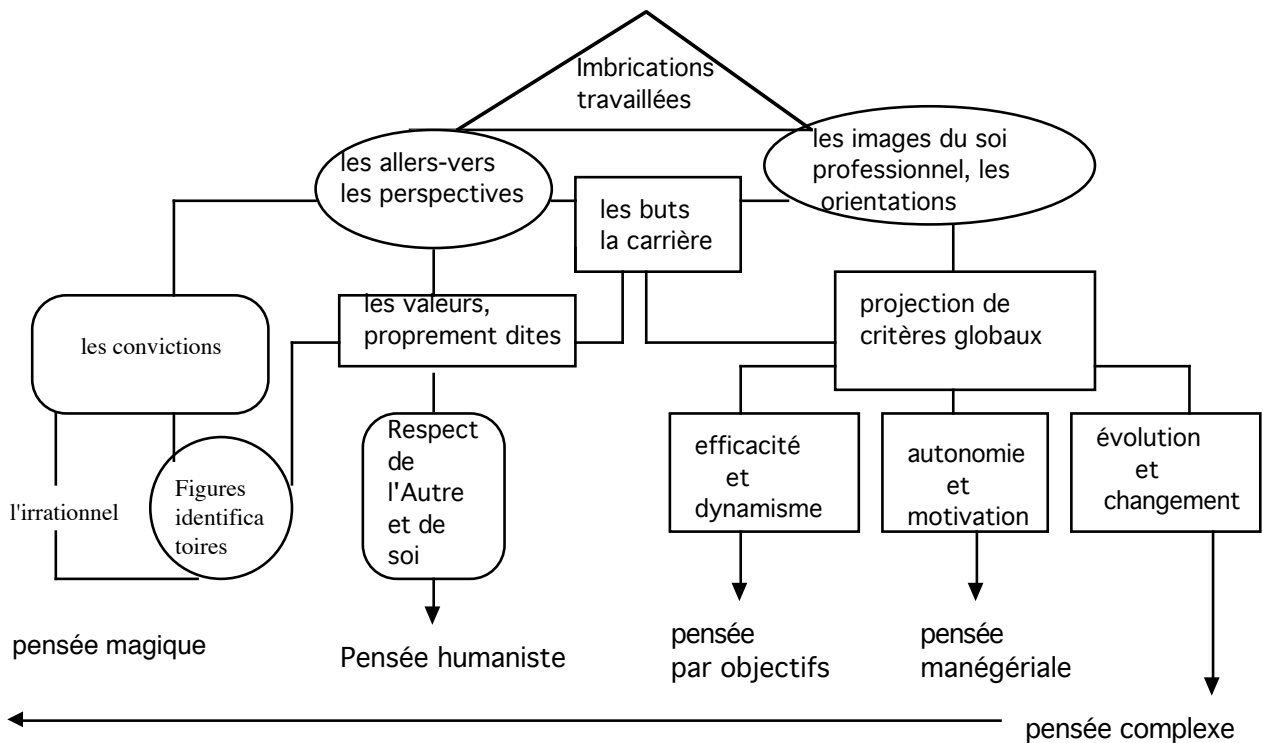 Imbrications
travaillées
les allers-vers
les perspectives
les images du soi
professionnel, les
orientations
les buts
la carrière
les convictions
les valeurs,
proprement dites
projection de
critères globaux
l'irrationnel
Figures
identifica
toires
Respect
de
l'Autre
et de
soi
efficacité
et
dynamisme
autonomie
et
motivation
évolution
et
changement
pensée magique
Pensée humaniste
pensée
par objectifs
pensée
manégériale
pensée complexe